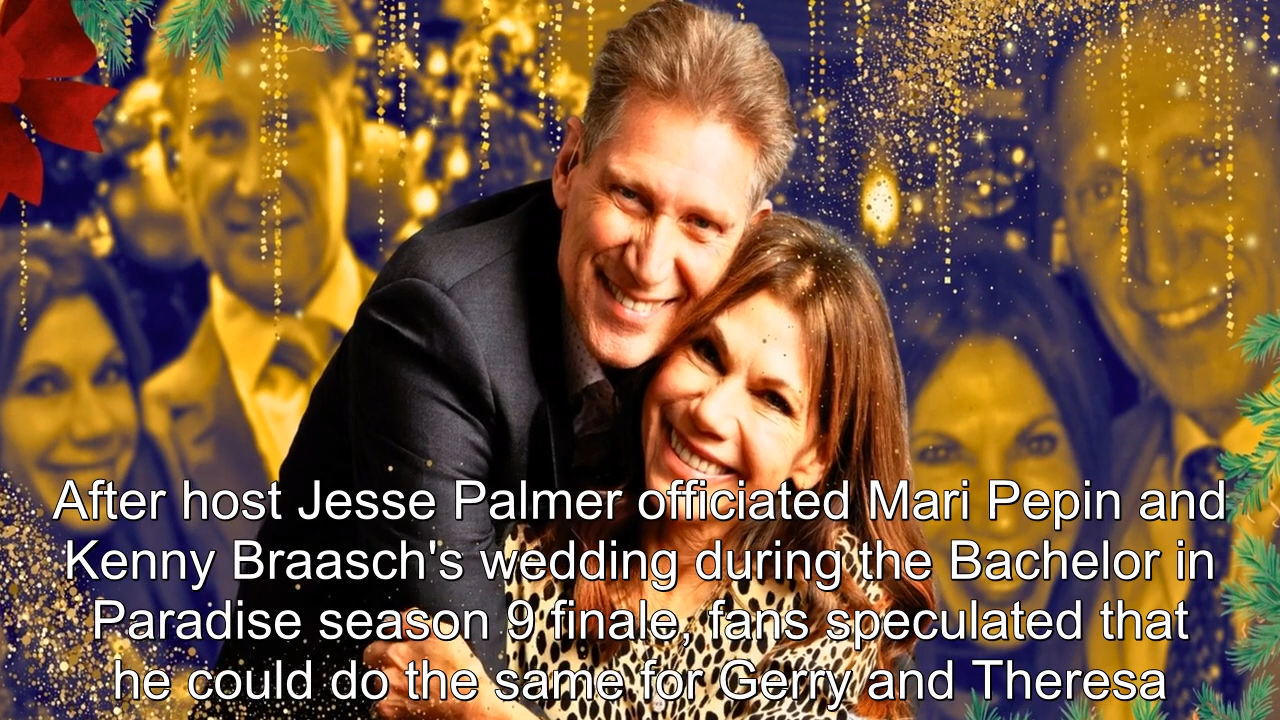 After host Jesse Palmer officiated Mari Pepin and
Kenny Braasch's wedding during the Bachelor in
Paradise season 9 finale, fans speculated that
he could do the same for Gerry and Theresa